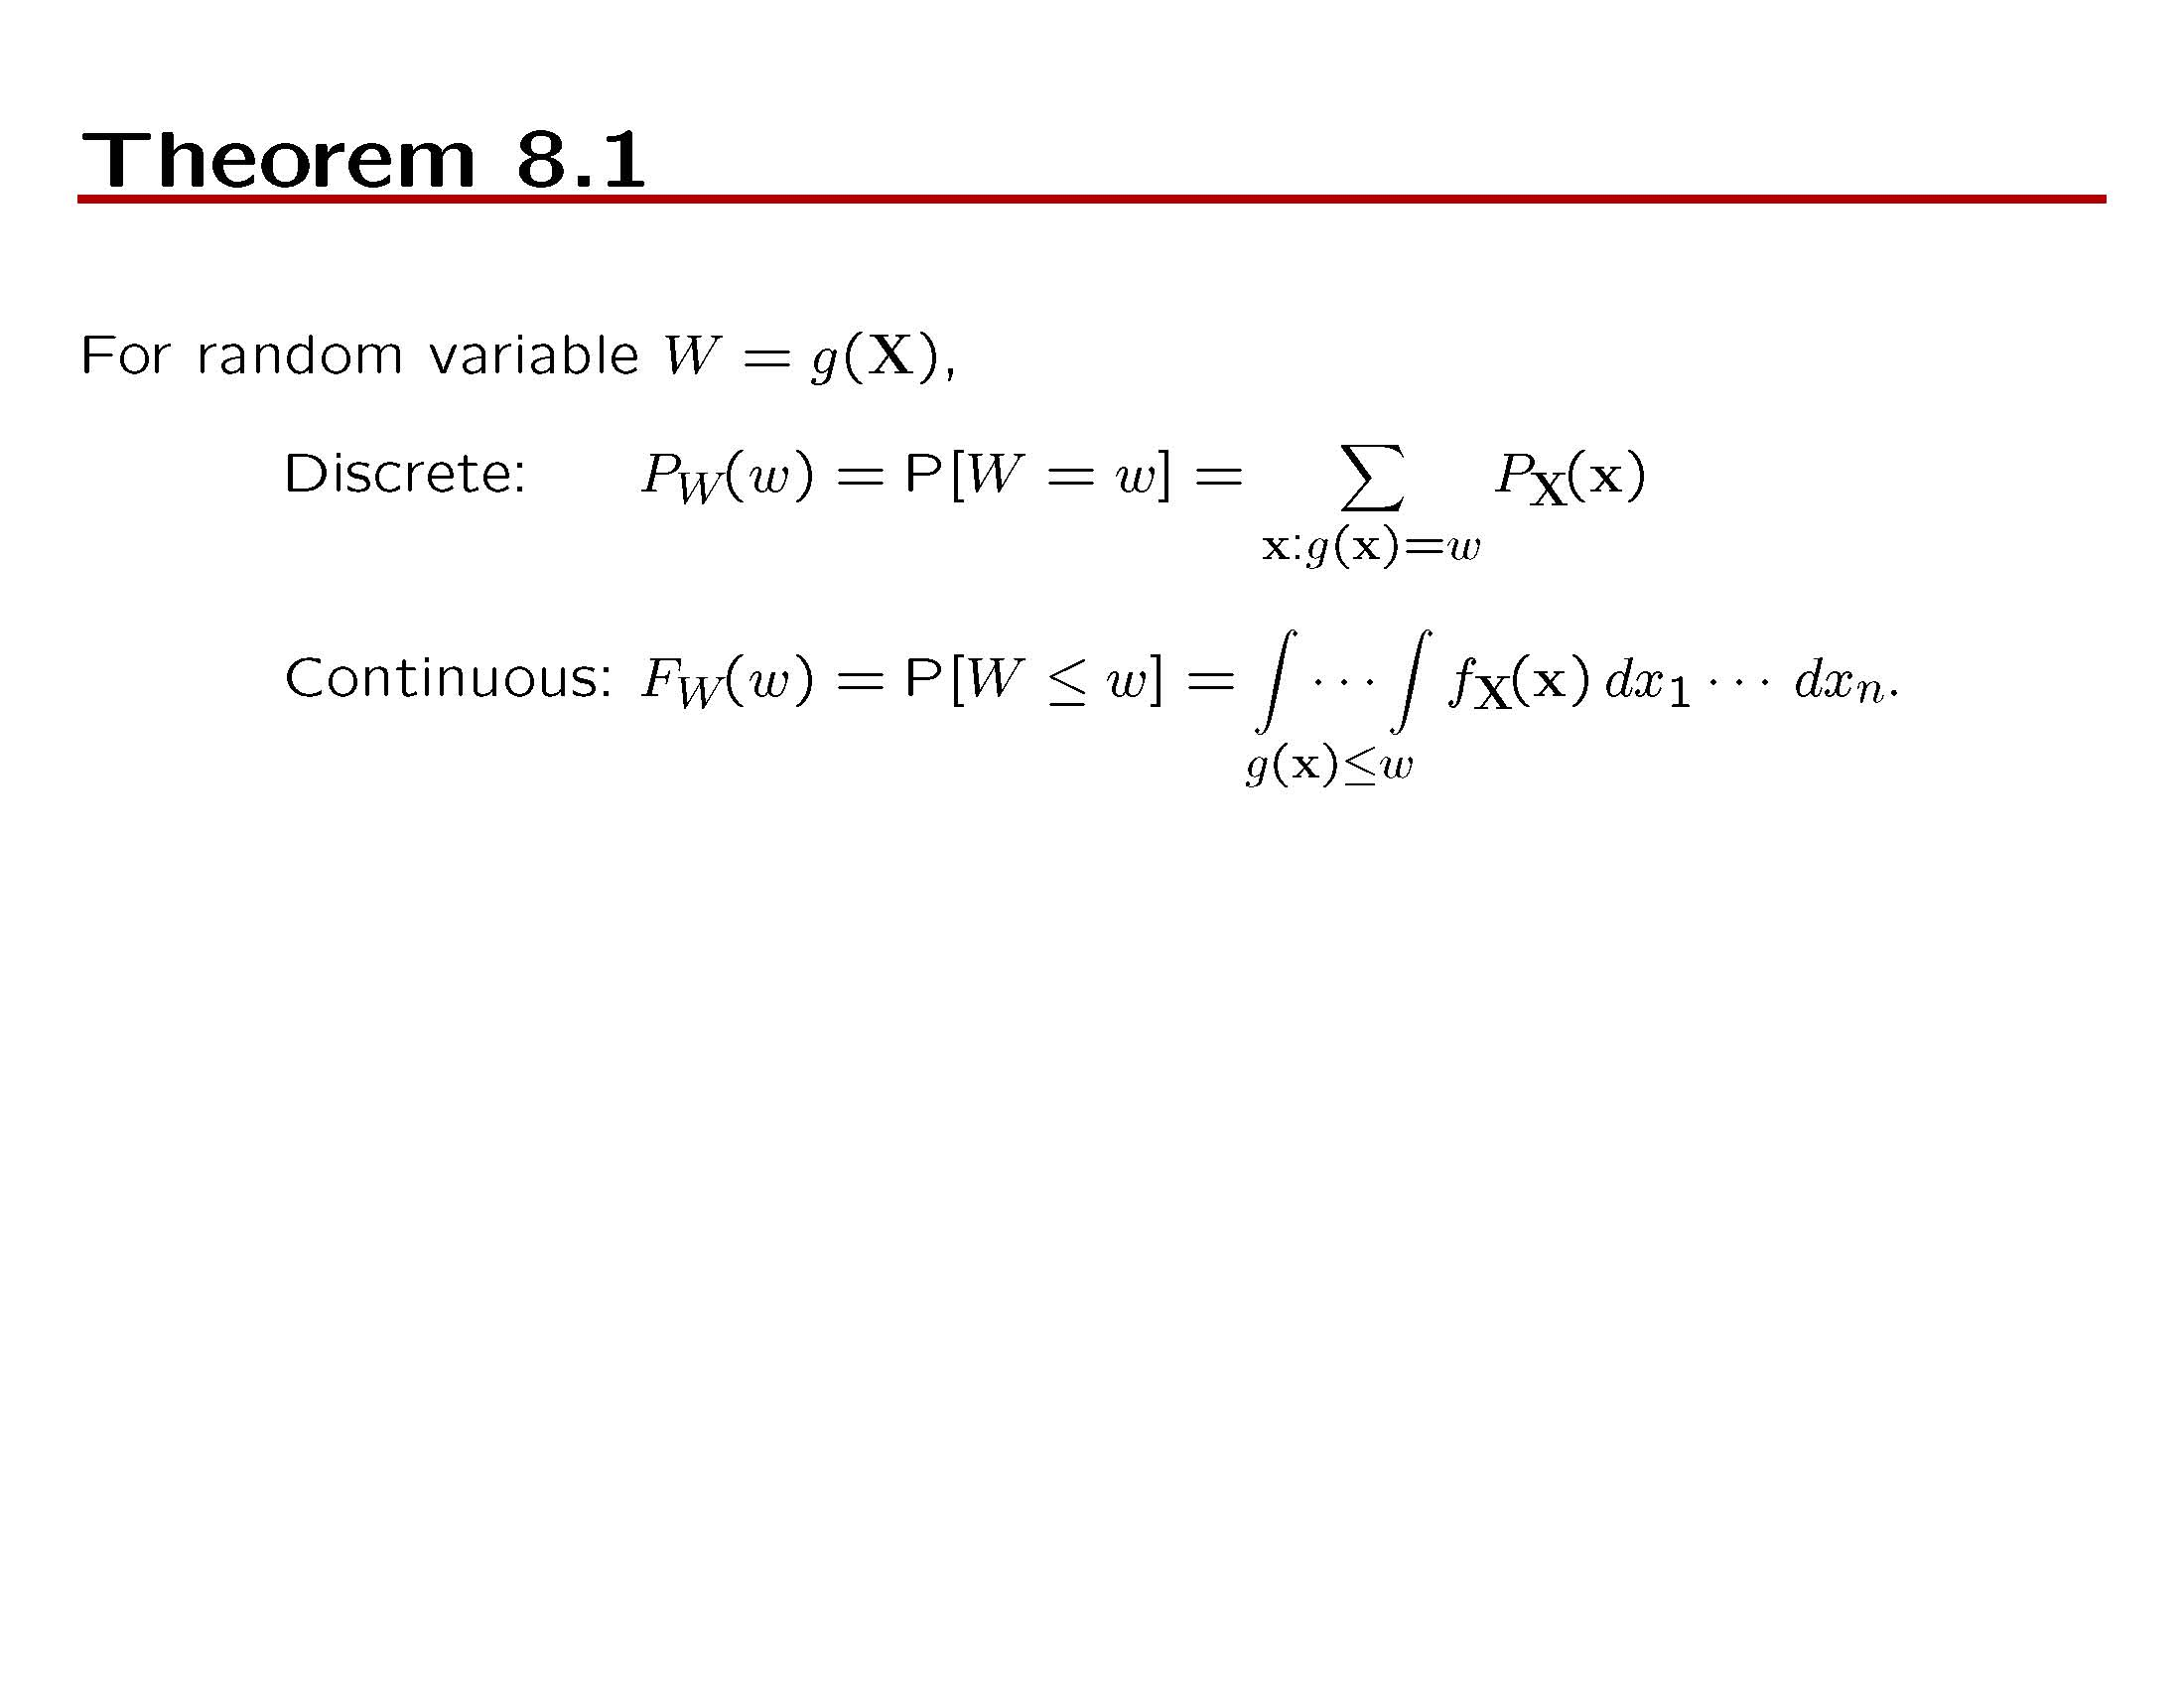 Theorem 8.1
For random variable W = g(𝐗),
Discrete: P_W(w) = P[W = w] = ∑_{𝐱:g(𝐱)=w} P_𝐗(𝐱)
Continuous: F_W(w) = P[W ≤ w] = ∫⋯∫_{g(𝐱)≤w} f_𝐗(𝐱) dx_1 ⋯ dx_n.